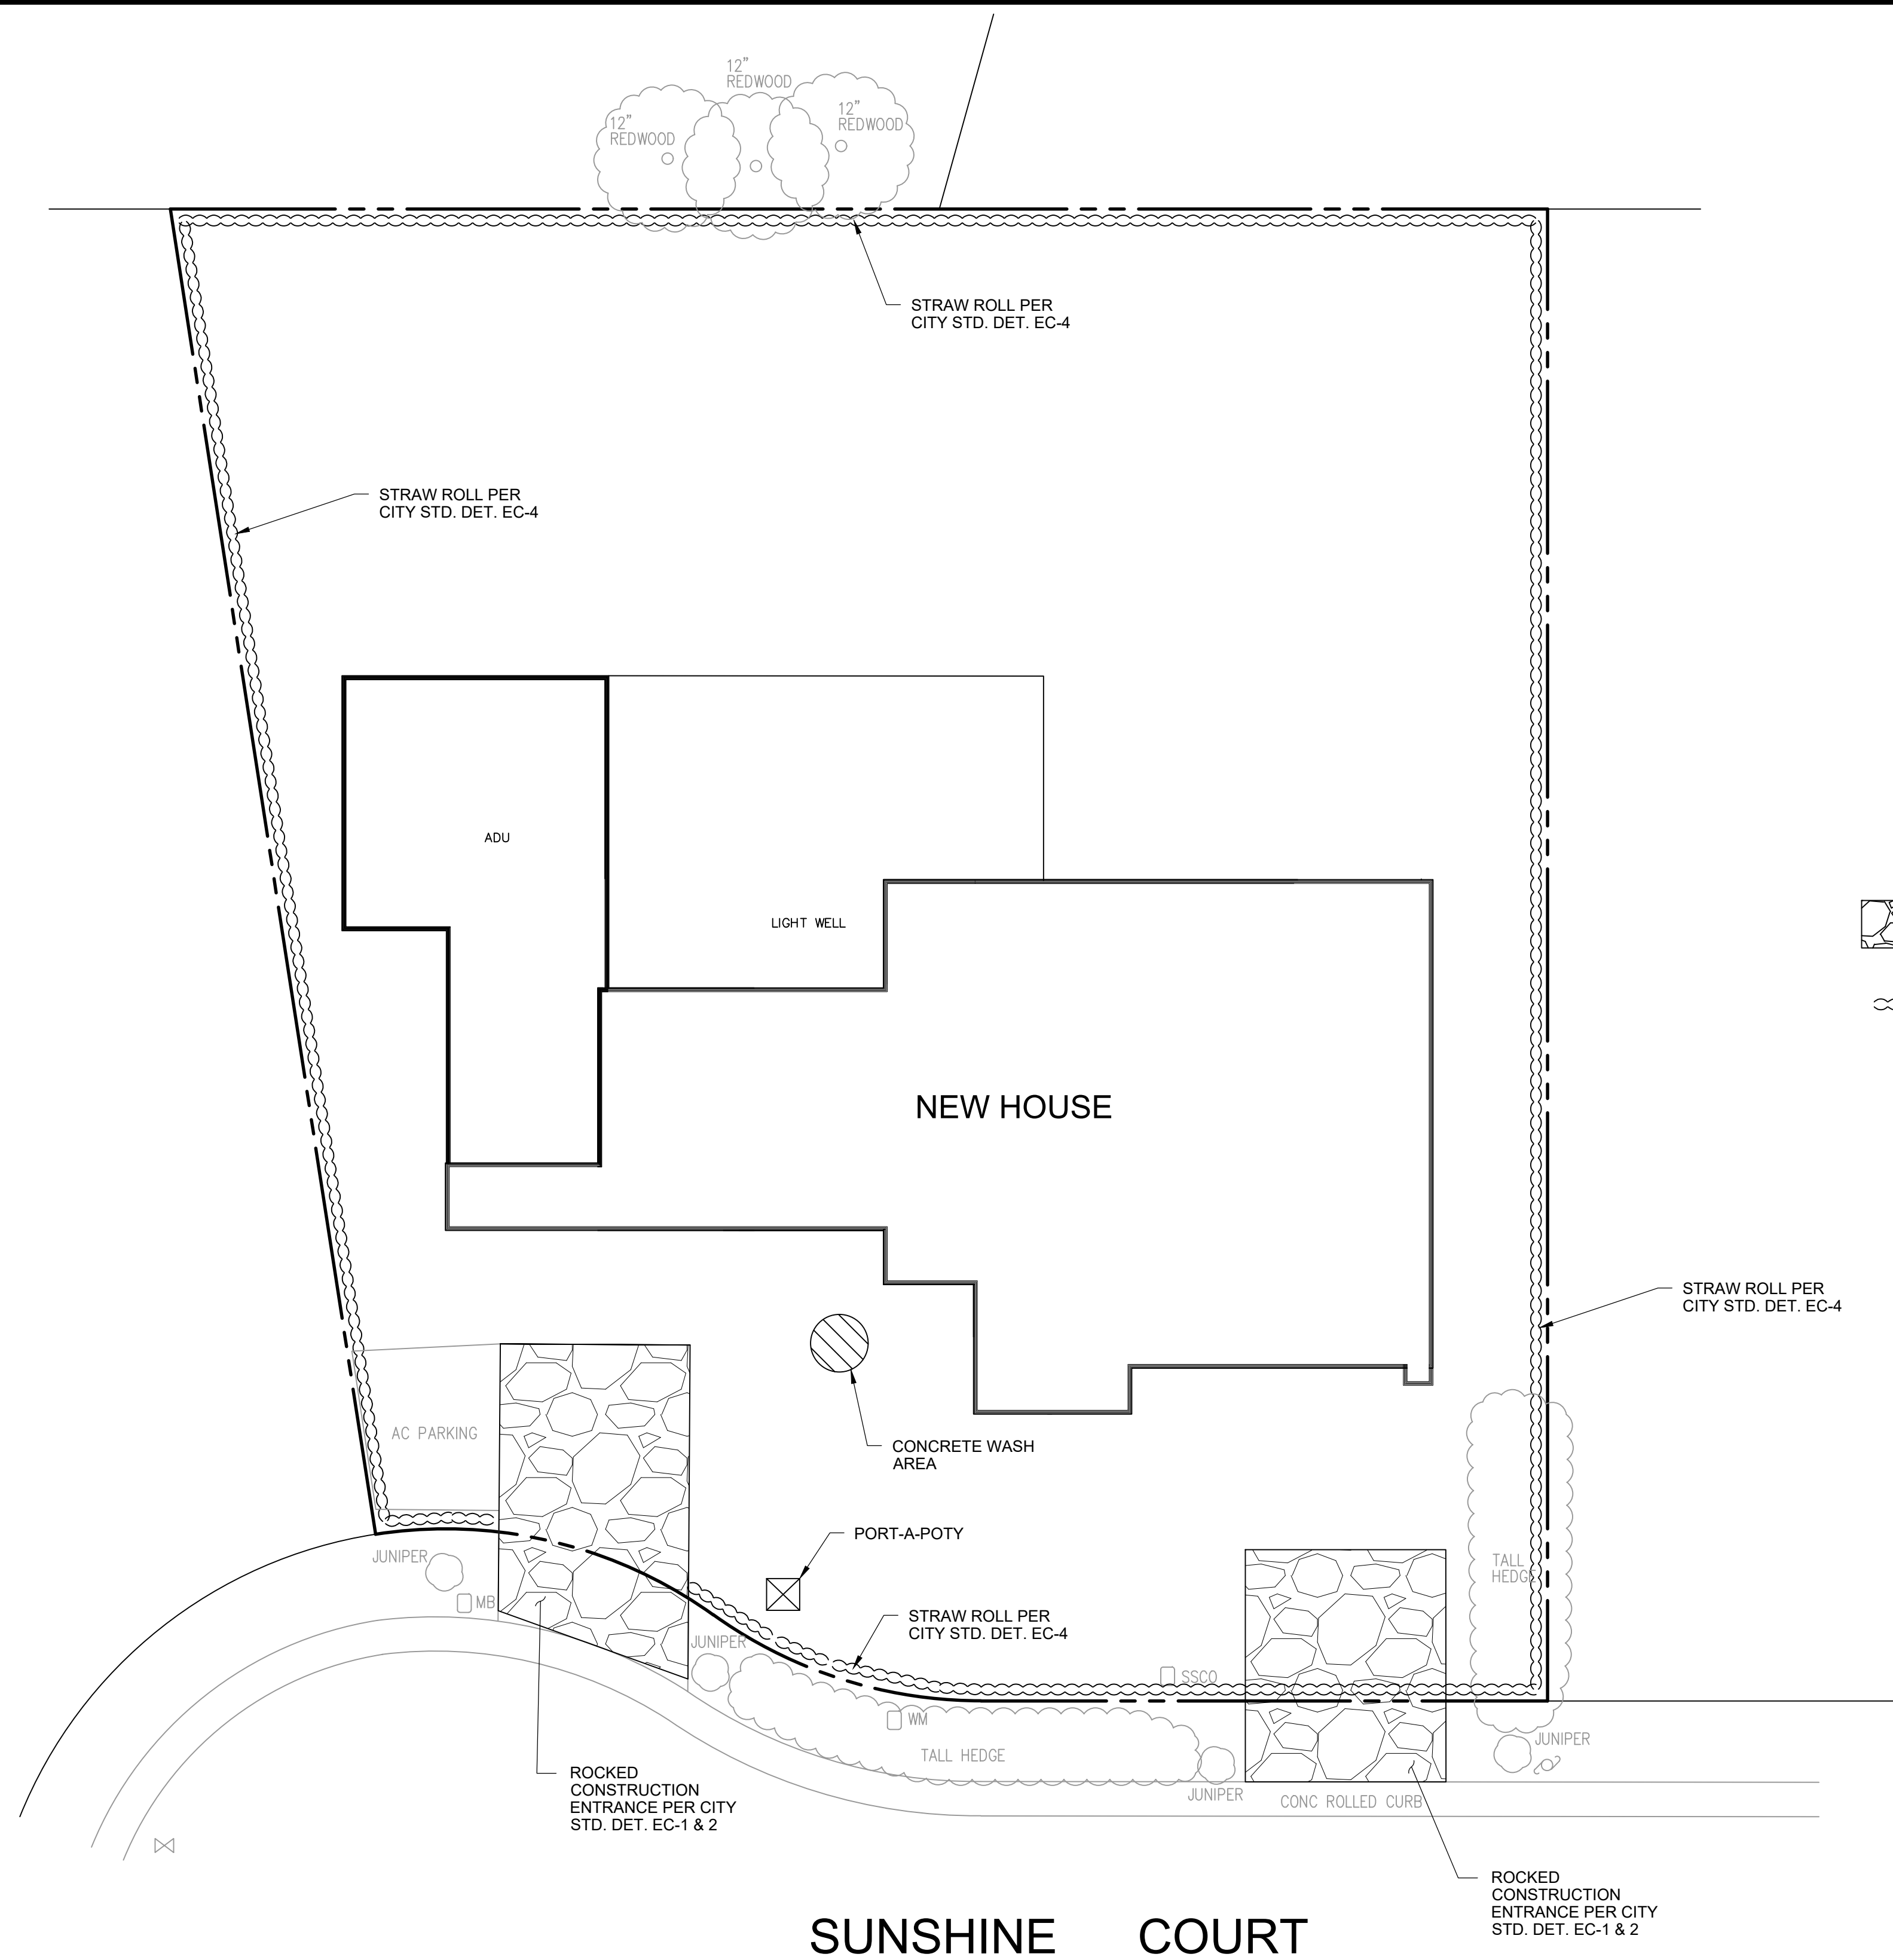 12”
REDWOOD
12”
REDWOOD
12”
REDWOOD
STRAW ROLL PER
CITY STD. DET. EC-4
STRAW ROLL PER
CITY STD. DET. EC-4
ADU
LIGHT WELL
NEW HOUSE
STRAW ROLL PER
CITY STD. DET. EC-4
AC PARKING
CONCRETE WASH
AREA
PORT-A-POTY
JUNIPER
MB
TALL
HEDGE
STRAW ROLL PER
CITY STD. DET. EC-4
JUNIPER
SSCO
WM
TALL HEDGE
JUNIPER
JUNIPER
CONC ROLLED CURB
ROCKED
CONSTRUCTION
ENTRANCE PER CITY
STD. DET. EC-1 & 2
ROCKED
CONSTRUCTION
ENTRANCE PER CITY
STD. DET. EC-1 & 2
SUNSHINE COURT